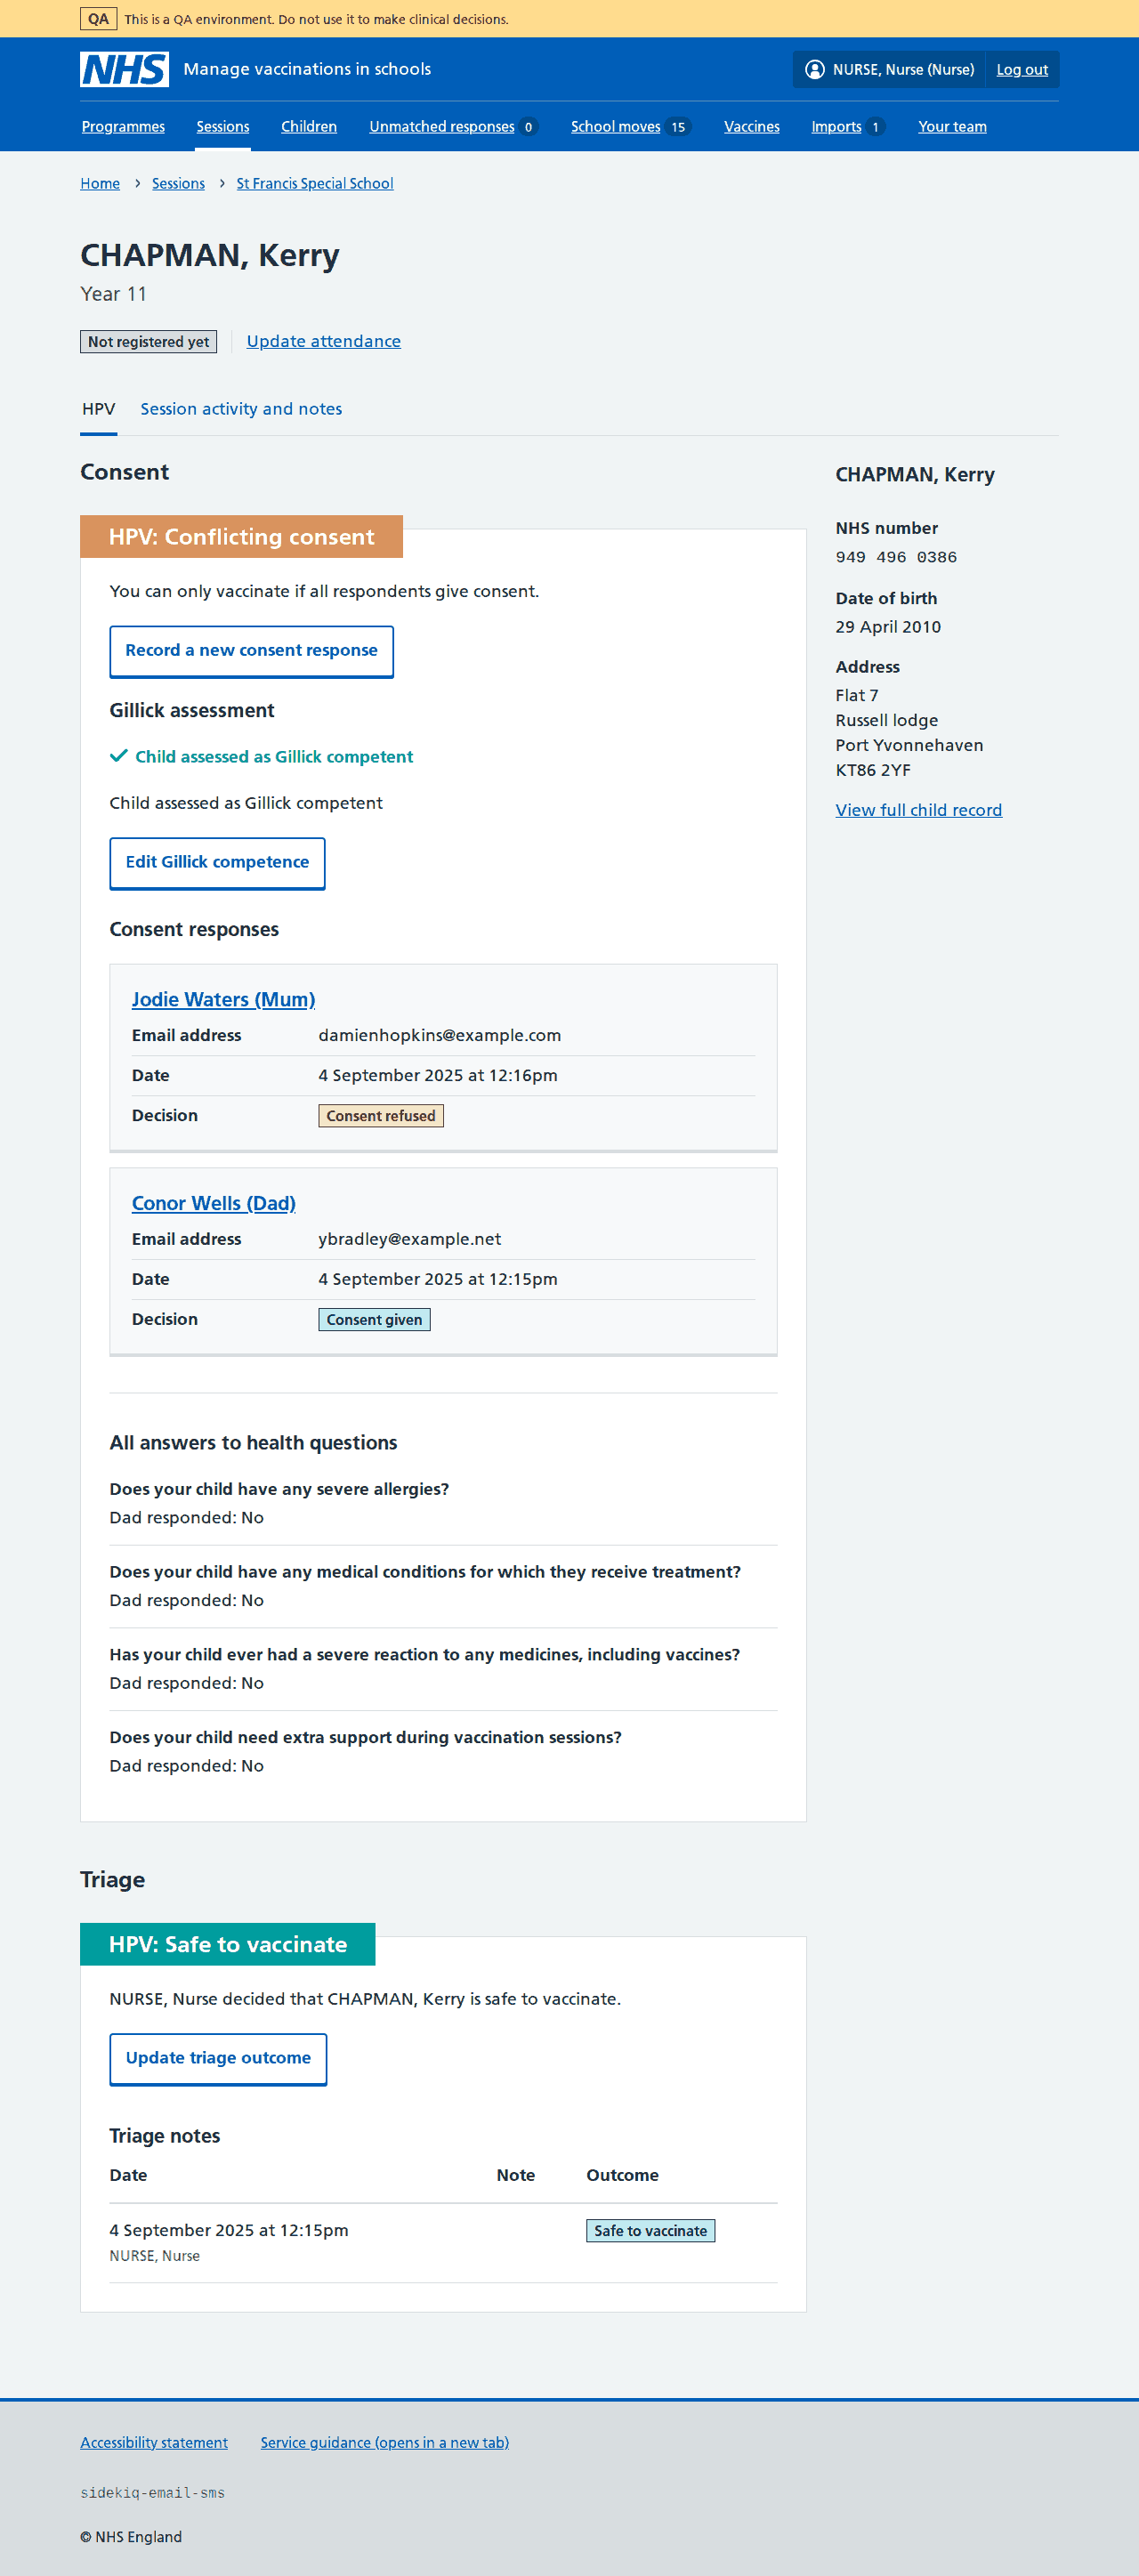 QA This is a QA environment. Do not use it to make clinical decisions.
NHS Manage vaccinations in schools NURSE, Nurse (Nurse) Log out
Programmes Sessions Children Unmatched responses 0 School moves 15 Vaccines Imports 1 Your team
Home > Sessions > St Francis Special School
CHAPMAN, Kerry
Year 11
Not registered yet Update attendance
HPV Session activity and notes
Consent
HPV: Conflicting consent
You can only vaccinate if all respondents give consent.
Record a new consent response
Gillick assessment
Child assessed as Gillick competent
Child assessed as Gillick competent
Edit Gillick competence
Consent responses
Jodie Waters (Mum)
Email address damienhopkins@example.com
Date 4 September 2025 at 12:16pm
Decision Consent refused
Conor Wells (Dad)
Email address ybradley@example.net
Date 4 September 2025 at 12:15pm
Decision Consent given
All answers to health questions
Does your child have any severe allergies?
Dad responded: No
Does your child have any medical conditions for which they receive treatment?
Dad responded: No
Has your child ever had a severe reaction to any medicines, including vaccines?
Dad responded: No
Does your child need extra support during vaccination sessions?
Dad responded: No
CHAPMAN, Kerry
NHS number
949 496 0386
Date of birth
29 April 2010
Address
Flat 7
Russell lodge
Port Yvonnehaven
KT86 2YF
View full child record
Triage
HPV: Safe to vaccinate
NURSE, Nurse decided that CHAPMAN, Kerry is safe to vaccinate.
Update triage outcome
Triage notes
Date Note Outcome
4 September 2025 at 12:15pm Safe to vaccinate
NURSE, Nurse
Accessibility statement Service guidance (opens in a new tab)
sidekiq-email-sms
© NHS England